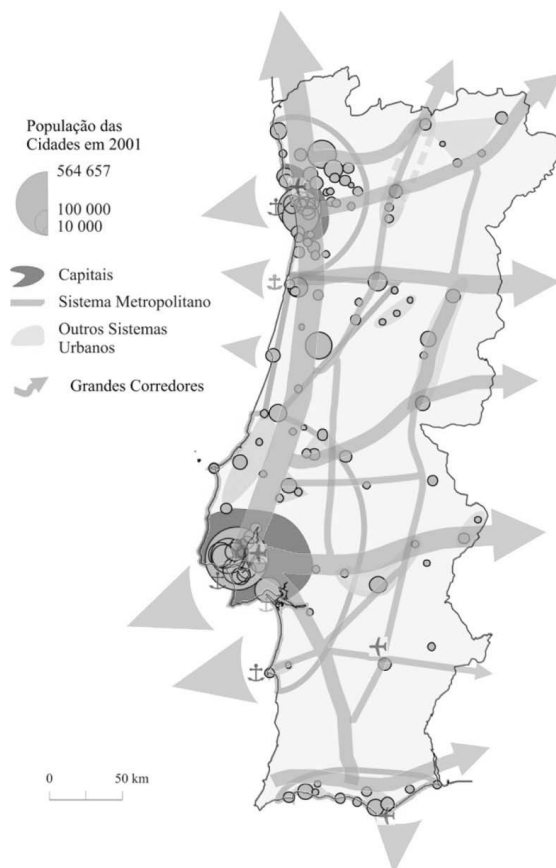 População das
Cidades em 2001
564 657
100 000
10 000
Capitais
Sistema Metropolitano
Outros Sistemas
Urbanos
Grandes Corredores
0 50 km